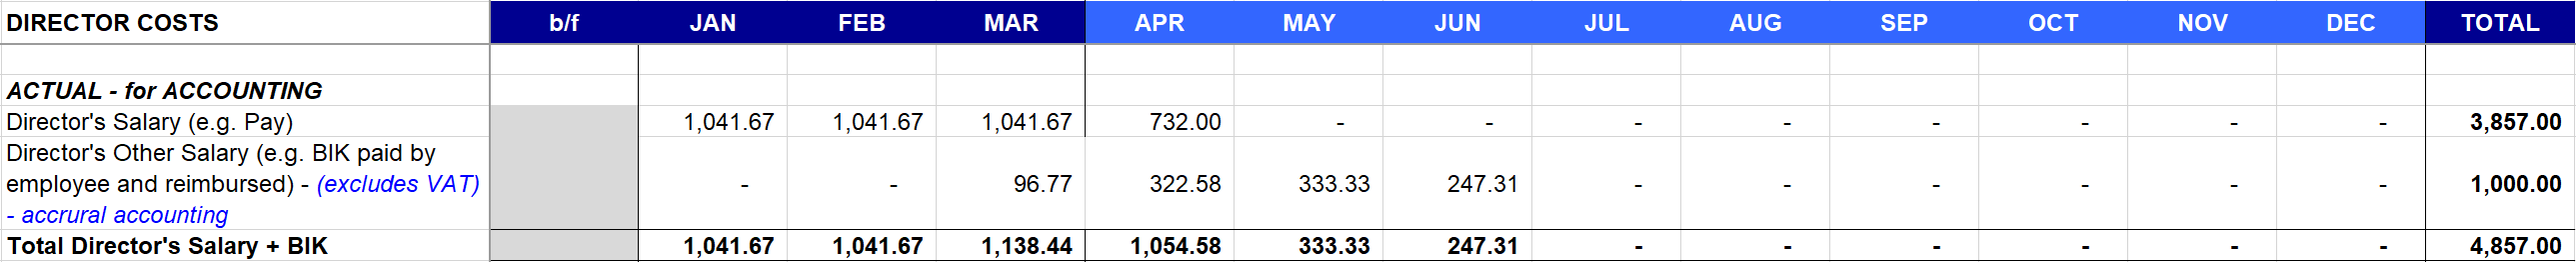 DIRECTOR COSTS b/f JAN FEB MAR APR MAY JUN JUL AUG SEP OCT NOV DEC TOTAL
ACTUAL - for ACCOUNTING
Director's Salary (e.g. Pay) 1,041.67 1,041.67 1,041.67 732.00 - - - - - - - - 3,857.00
Director's Other Salary (e.g. BIK paid by
employee and reimbursed) - (excludes VAT) - - 96.77 322.58 333.33 247.31 - - - - - - 1,000.00
- accrural accounting
Total Director's Salary + BIK 1,041.67 1,041.67 1,138.44 1,054.58 333.33 247.31 - - - - - - 4,857.00